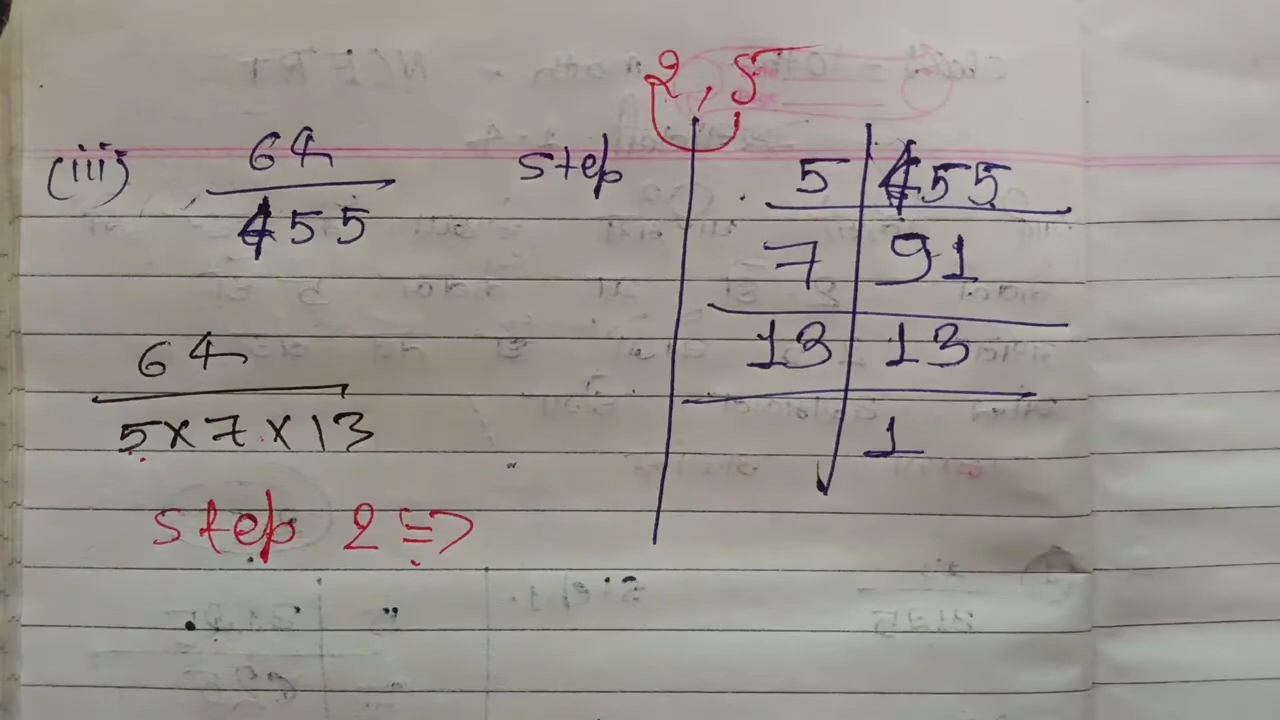 2, 5
(iii) 64
455
step
5 455
7 91
13 13
1
64
5×7×13
step 2 ⇒